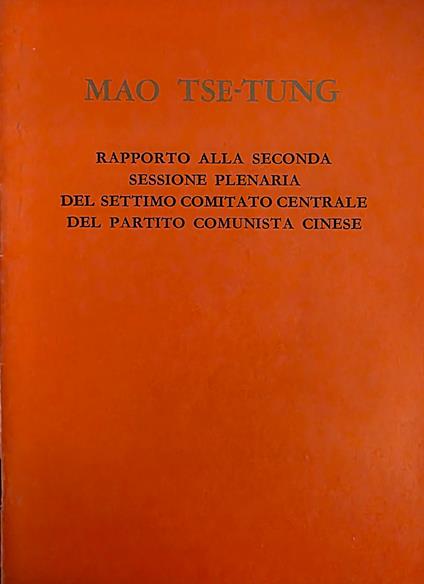 MAO TSE-TUNG
RAPPORTO ALLA SECONDA
SESSIONE PLENARIA
DEL SETTIMO COMITATO CENTRALE
DEL PARTITO COMUNISTA CINESE